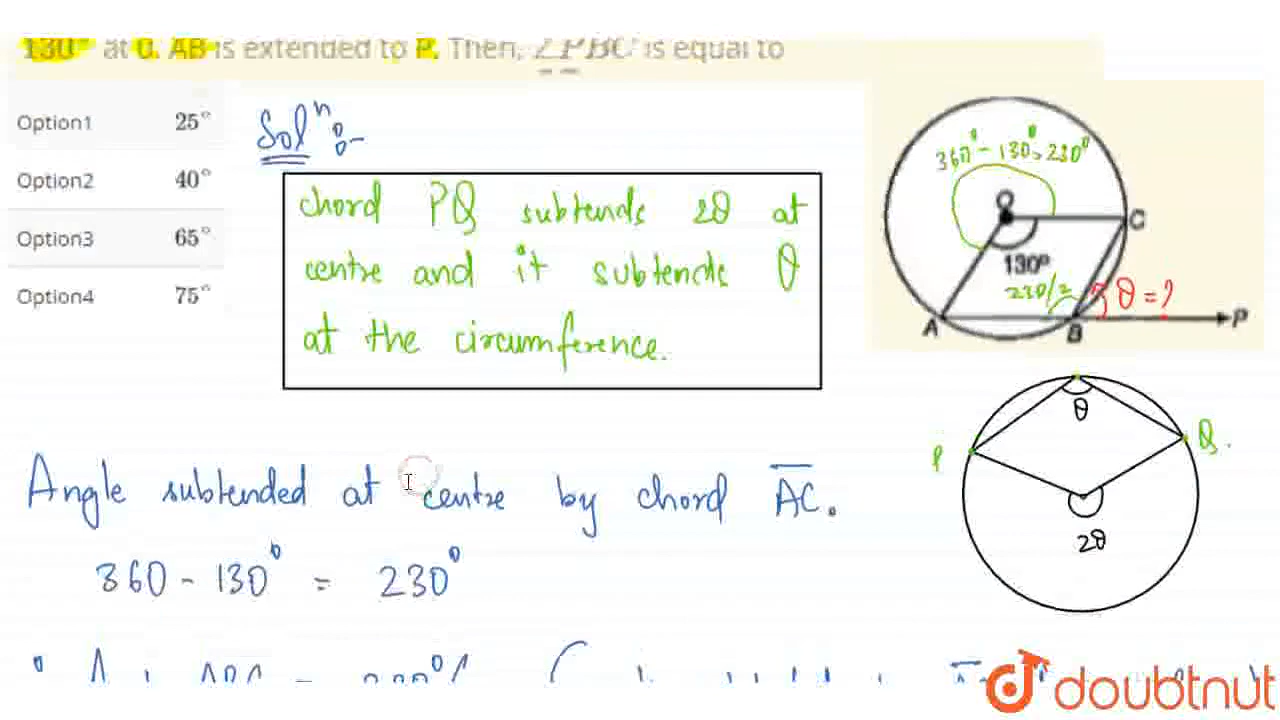 130° at 0. AB is extended to P. Then, ∠PBC is equal to
Option1 25°
Option2 40°
Option3 65°
Option4 75°
Solⁿ:-
chord PQ subtends 2θ at
centre and it subtends θ
at the circumference.
360° - 130° = 230°
O
C
130°
230/2
θ = ?
A
B
P
θ
P
Q.
2θ
Angle subtended at centre by chord AC.
360 - 130° = 230°
doubtnut